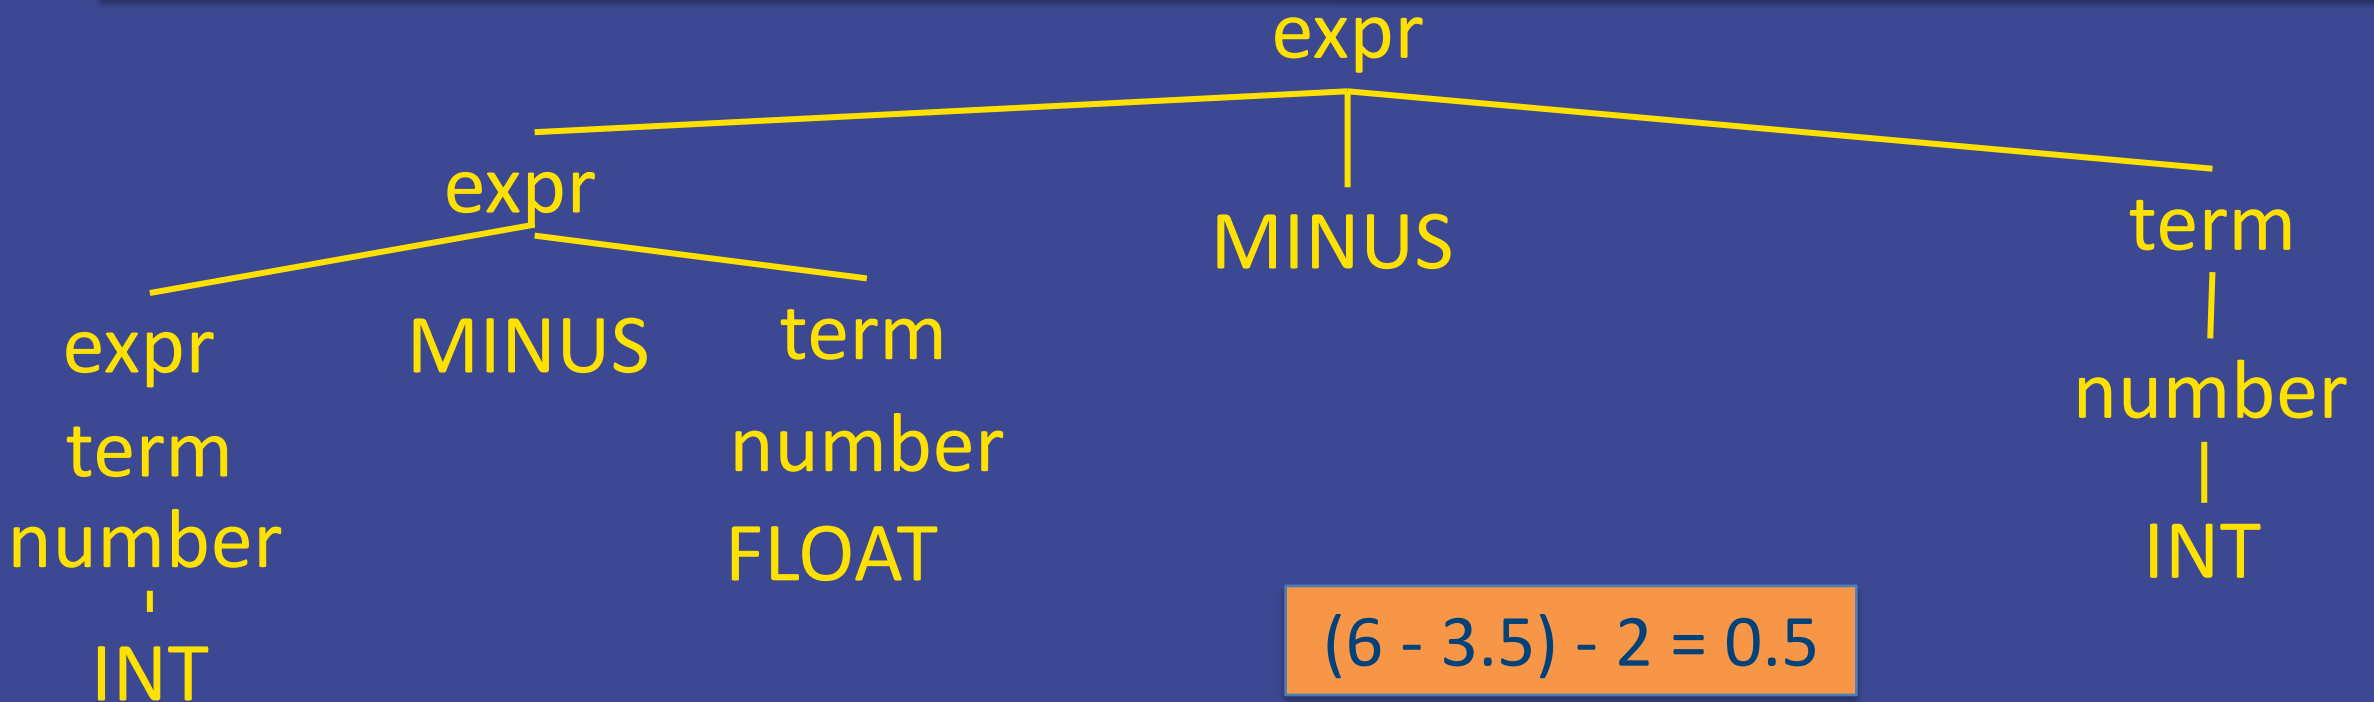 expr
expr
MINUS
term
expr
MINUS
term
number
term
number
number
FLOAT
INT
INT
(6 - 3.5) - 2 = 0.5